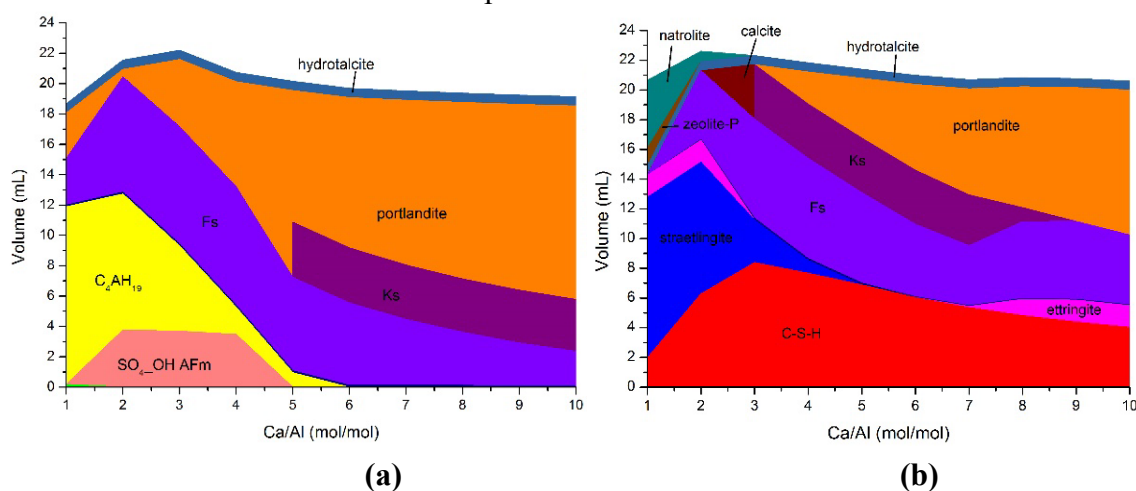 24
22
20
18
16
14
12
10
8
6
4
2
0
Volume (mL)
hydrotalcite
portlandite
Fs
C₄AH₁₉
Ks
SO₄_OH AFm
1 2 3 4 5 6 7 8 9 10
Ca/Al (mol/mol)
(a)
24
22
20
18
16
14
12
10
8
6
4
2
0
Volume (mL)
natrolite
calcite
hydrotalcite
zeolite-P
portlandite
Ks
Fs
straetlingite
ettringite
C-S-H
1 2 3 4 5 6 7 8 9 10
Ca/Al (mol/mol)
(b)